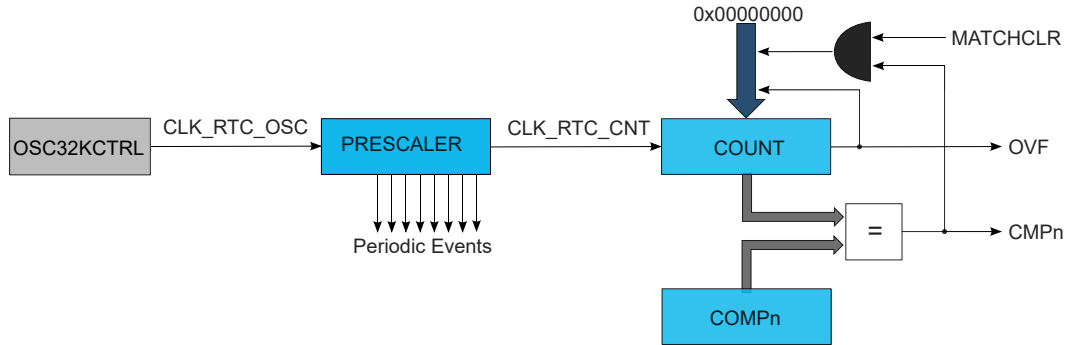 0x00000000
MATCHCLR
CLK_RTC_OSC
CLK_RTC_CNT
OSC32KCTRL
PRESCALER
COUNT
OVF
Periodic Events
=
CMPn
COMPn